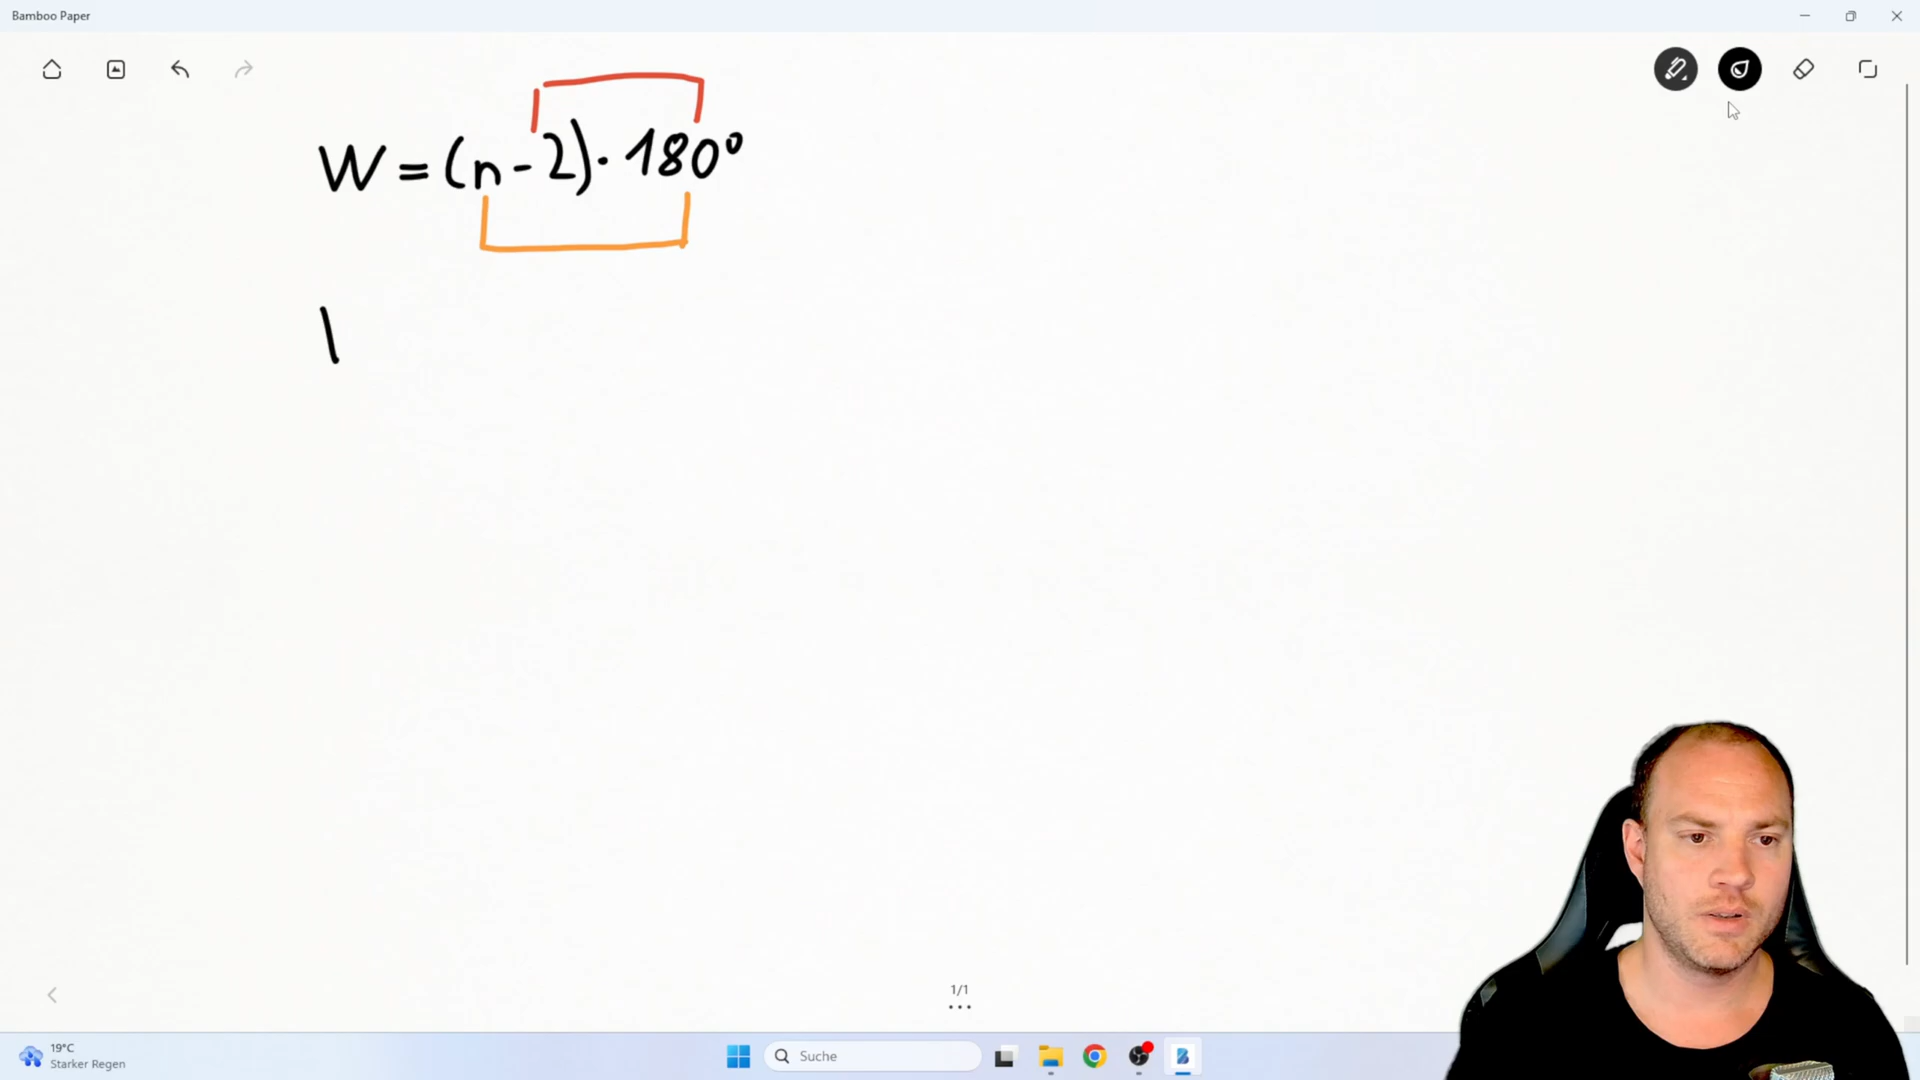 Bamboo Paper
W = (n - 2) · 180°
\
1/1
19°C
Starker Regen
Suche